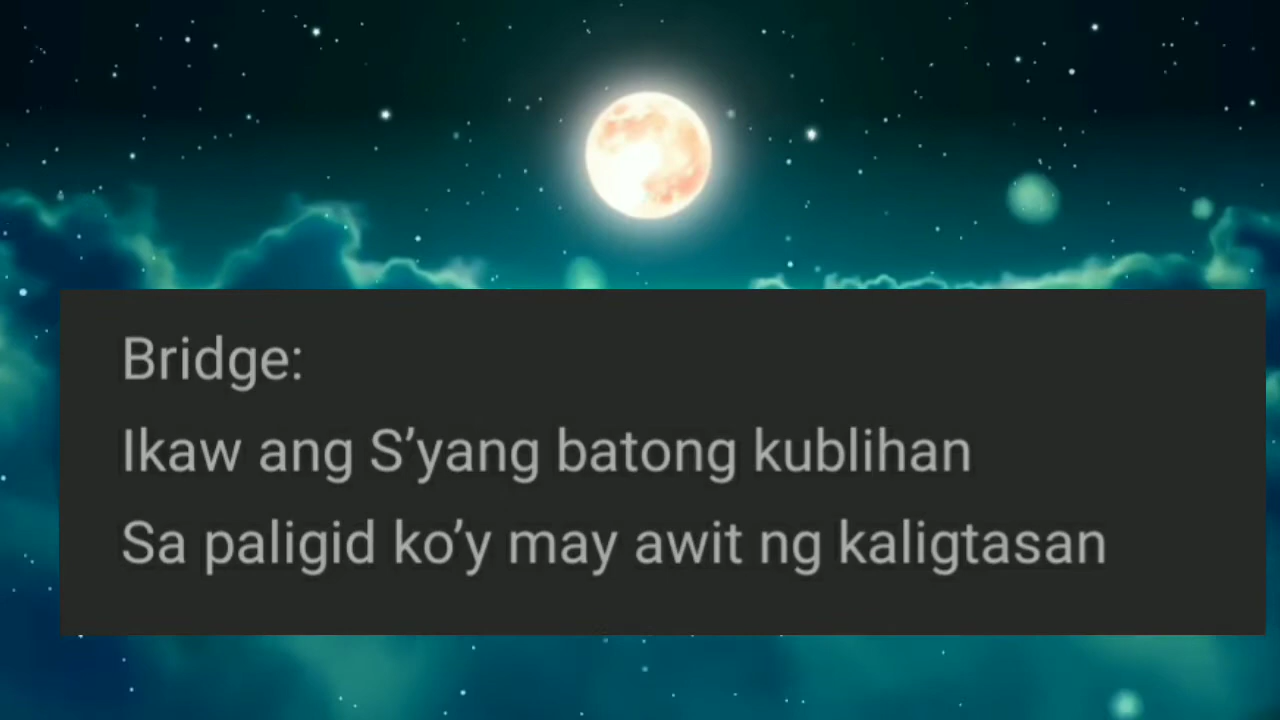 Bridge:
Ikaw ang S’yang batong kublihan
Sa paligid ko’y may awit ng kaligtasan